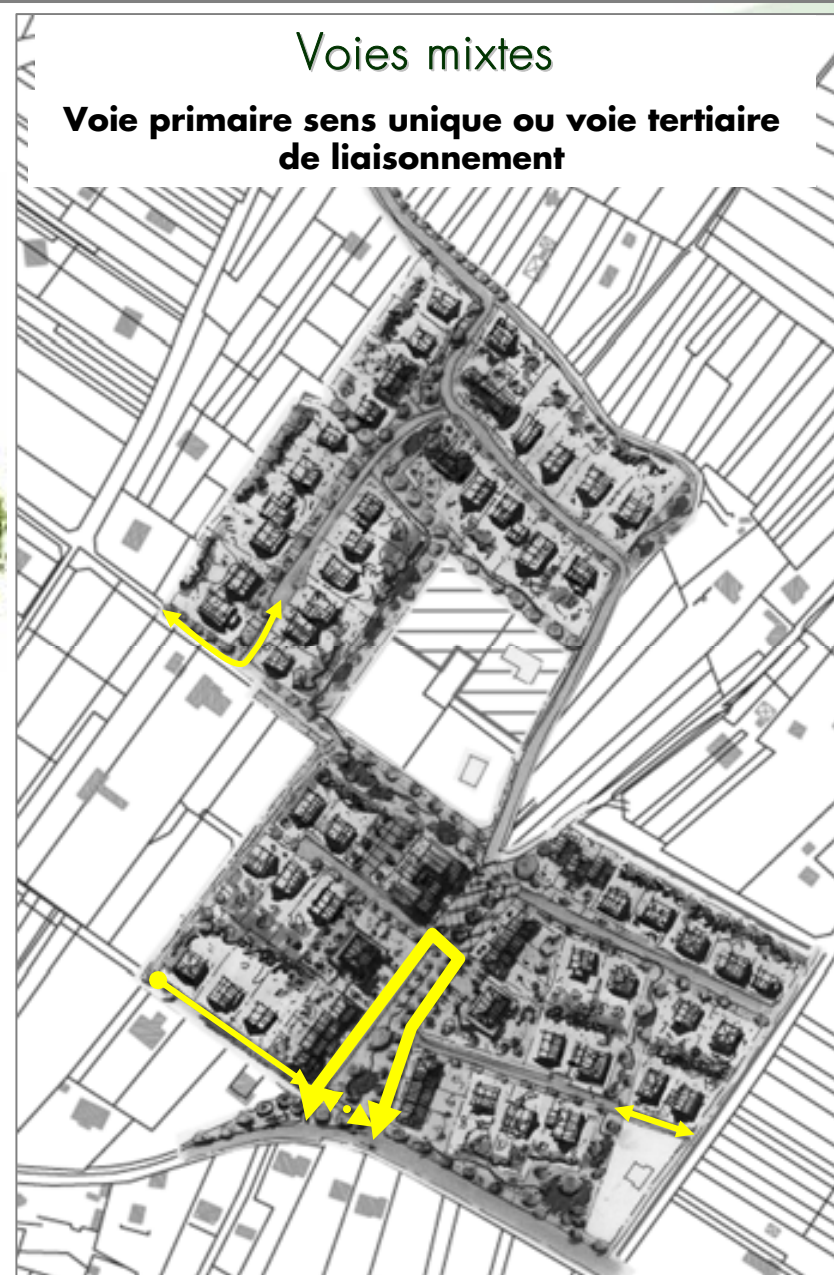 Voies mixtes
Voie primaire sens unique ou voie tertiaire
de liaisonnement